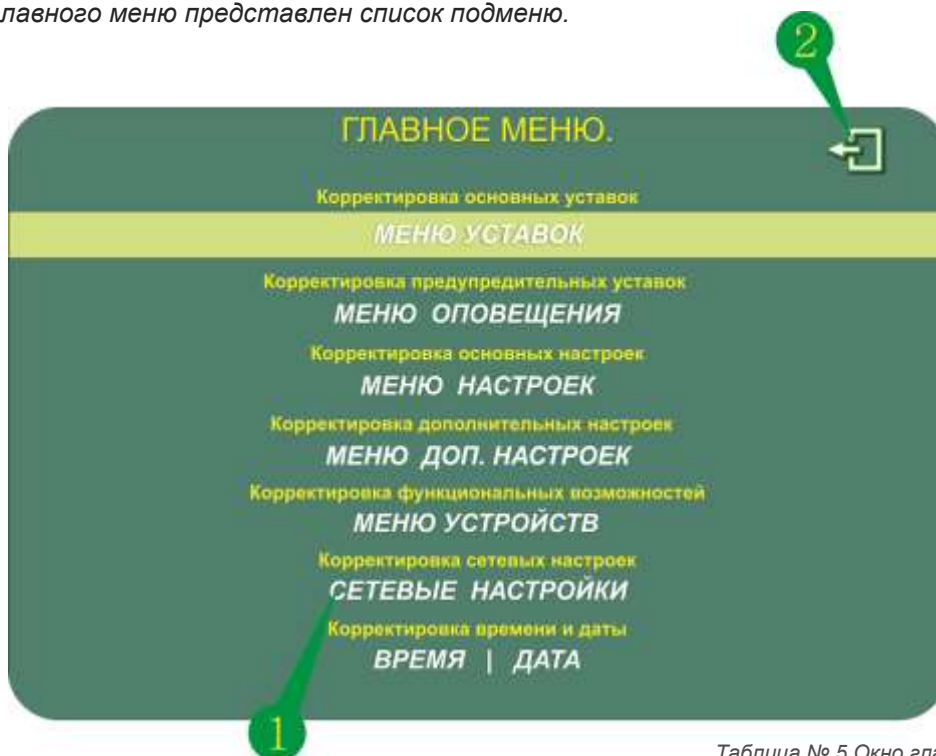 лавного меню представлен список подменю.
2
ГЛАВНОЕ МЕНЮ.
Корректировка основных уставок
МЕНЮ УСТАВОК
Корректировка предупредительных уставок
МЕНЮ ОПОВЕЩЕНИЯ
Корректировка основных настроек
МЕНЮ НАСТРОЕК
Корректировка дополнительных настроек
МЕНЮ ДОП. НАСТРОЕК
Корректировка функциональных возможностей
МЕНЮ УСТРОЙСТВ
Корректировка сетевых настроек
СЕТЕВЫЕ НАСТРОЙКИ
Корректировка времени и даты
ВРЕМЯ | ДАТА
1
Таблица № 5 Окно гла